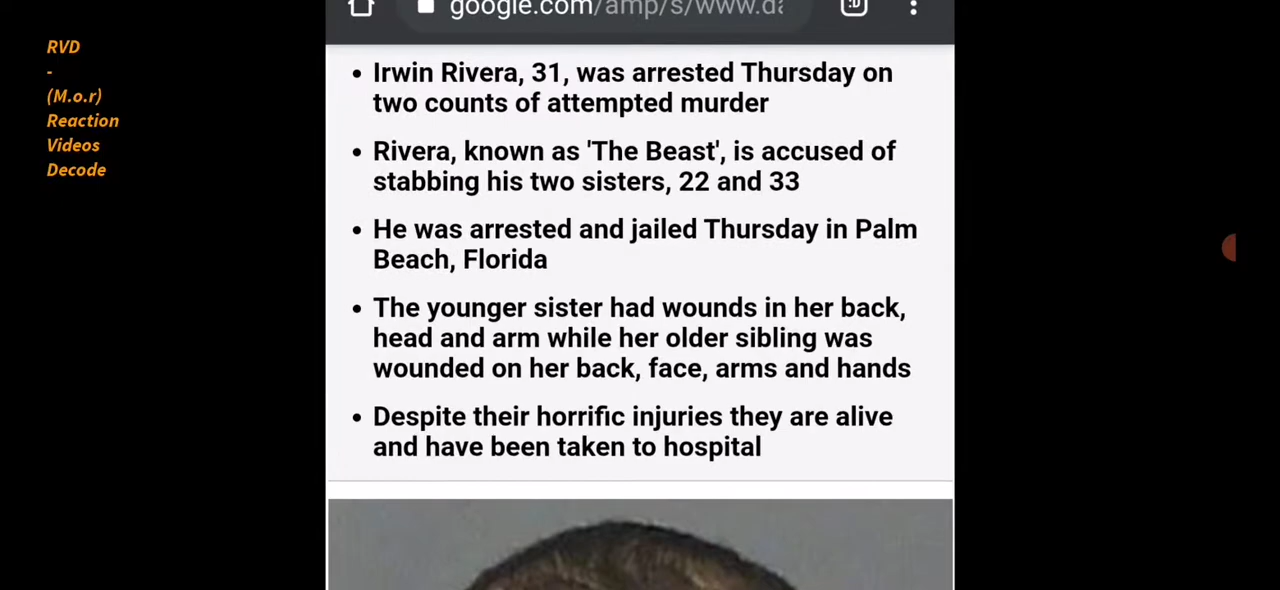 RVD
-
(M.o.r)
Reaction
Videos
Decode
google.com/amp/s/www.da
:D
• Irwin Rivera, 31, was arrested Thursday on
two counts of attempted murder
• Rivera, known as 'The Beast', is accused of
stabbing his two sisters, 22 and 33
• He was arrested and jailed Thursday in Palm
Beach, Florida
• The younger sister had wounds in her back,
head and arm while her older sibling was
wounded on her back, face, arms and hands
• Despite their horrific injuries they are alive
and have been taken to hospital